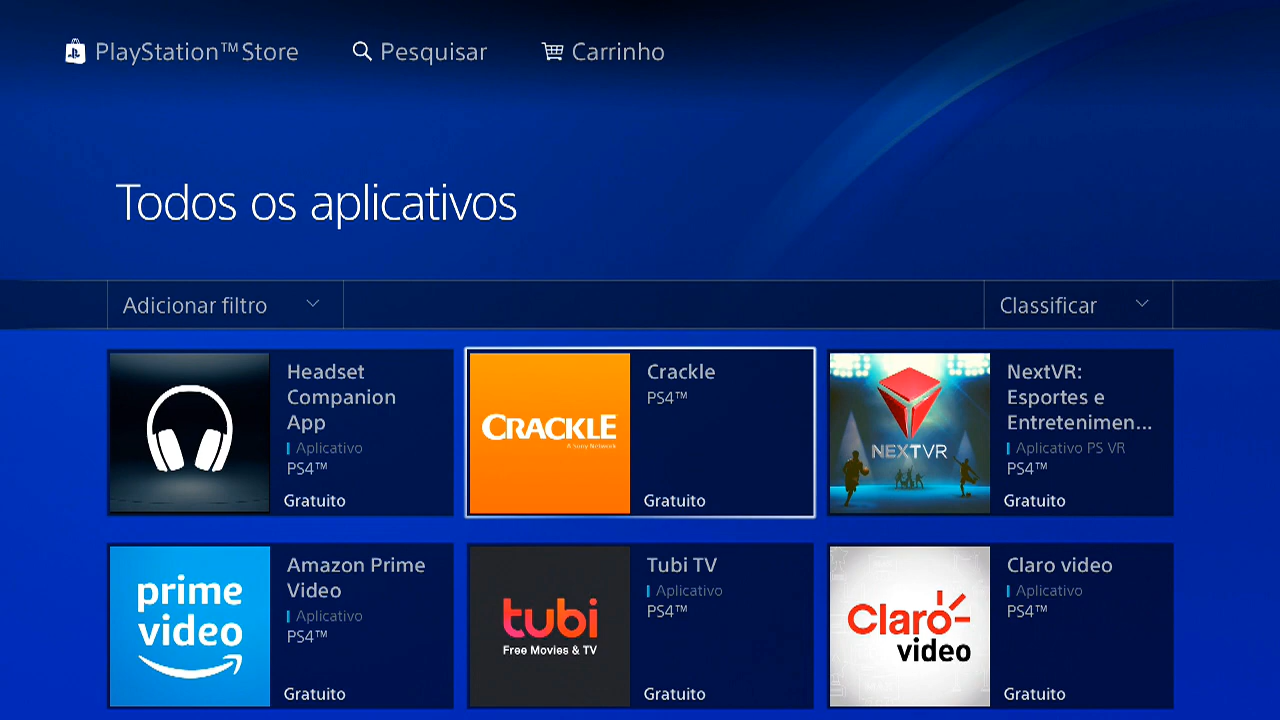 PlayStation™Store
Pesquisar
Carrinho
Todos os aplicativos
Adicionar filtro
Classificar
Headset
Companion
App
Aplicativo
PS4™
Gratuito
CRACKLE
A Sony Network
Crackle
PS4™
Gratuito
NEXTVR
NextVR:
Esportes e
Entretenimen...
Aplicativo PS VR
PS4™
Gratuito
prime
video
Amazon Prime
Video
Aplicativo
PS4™
Gratuito
tubi
Free Movies & TV
Tubi TV
Aplicativo
PS4™
Gratuito
Claro
video
Claro video
Aplicativo
PS4™
Gratuito